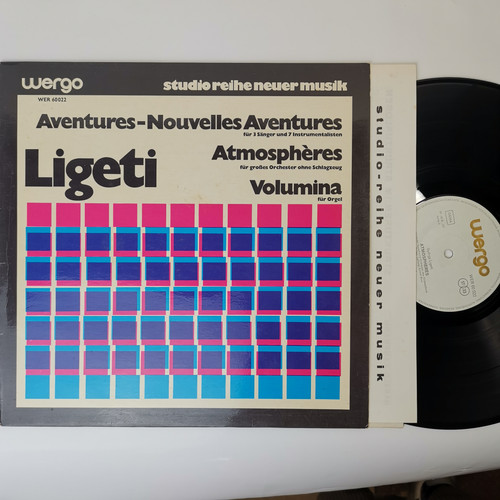 wergo
studio reihe neuer musik
WER 60022
Aventures-Nouvelles Aventures
für 3 Sänger und 7 Instrumentalisten
Ligeti
Atmosphères
für großes Orchester ohne Schlagzeug
Volumina
für Orgel
studio-reihe neuer musik
wergo